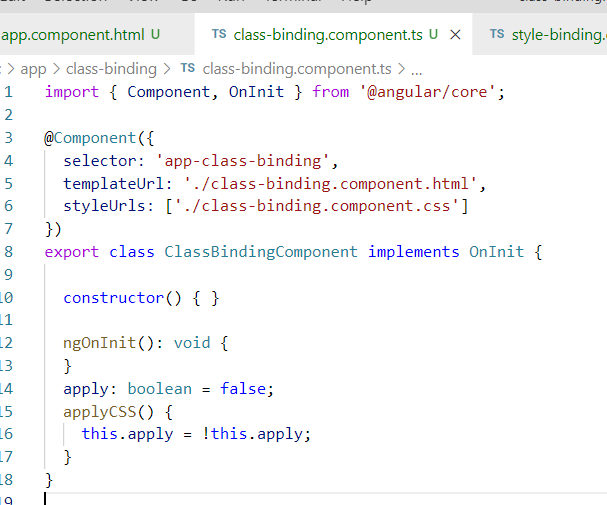 app.component.html U TS class-binding.component.ts U × TS style-binding.c
> app > class-binding > TS class-binding.component.ts > ...
1 import { Component, OnInit } from '@angular/core';
2
3 @Component({
4 selector: 'app-class-binding',
5 templateUrl: './class-binding.component.html',
6 styleUrls: ['./class-binding.component.css']
7 })
8 export class ClassBindingComponent implements OnInit {
9
10 constructor() { }
11
12 ngOnInit(): void {
13 }
14 apply: boolean = false;
15 applyCSS() {
16 this.apply = !this.apply;
17 }
18 }
19